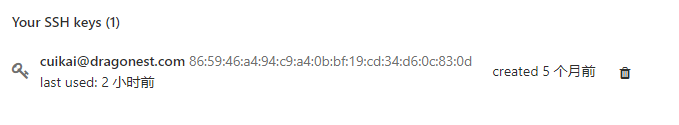 Your SSH keys (1)
cuikai@dragonest.com 86:59:46:a4:94:c9:a4:0b:bf:19:cd:34:d6:0c:83:0d
last used: 2 小时前
created 5 个月前